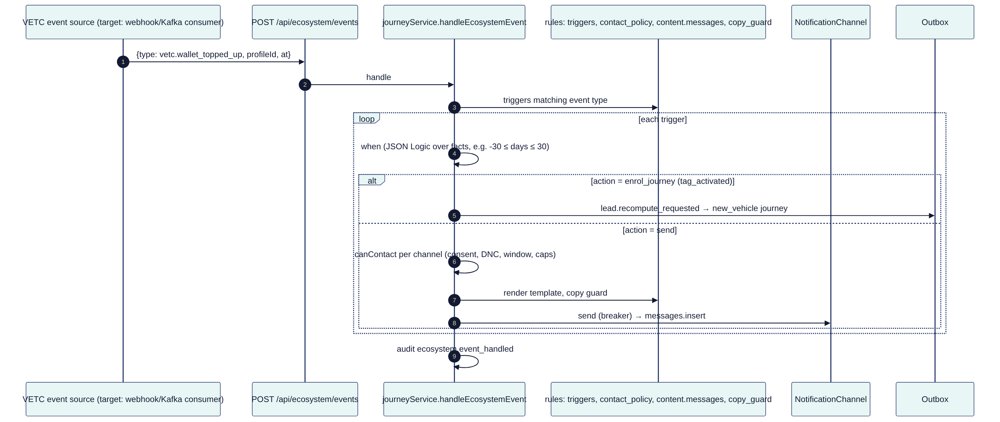 VETC event source (target: webhook/Kafka consumer)
POST /api/ecosystem/events
journeyService.handleEcosystemEvent
rules: triggers, contact_policy, content.messages, copy_guard
NotificationChannel
Outbox
{type: vetc.wallet_topped_up, profileId, at}
1
handle
2
triggers matching event type
3
loop
[each trigger]
when (JSON Logic over facts, e.g. -30 ≤ days ≤ 30)
4
alt
[action = enrol_journey (tag_activated)]
lead.recompute_requested → new_vehicle journey
5
[action = send]
canContact per channel (consent, DNC, window, caps)
6
render template, copy guard
7
send (breaker) → messages.insert
8
audit ecosystem.event_handled
9
VETC event source (target: webhook/Kafka consumer)
POST /api/ecosystem/events
journeyService.handleEcosystemEvent
rules: triggers, contact_policy, content.messages, copy_guard
NotificationChannel
Outbox